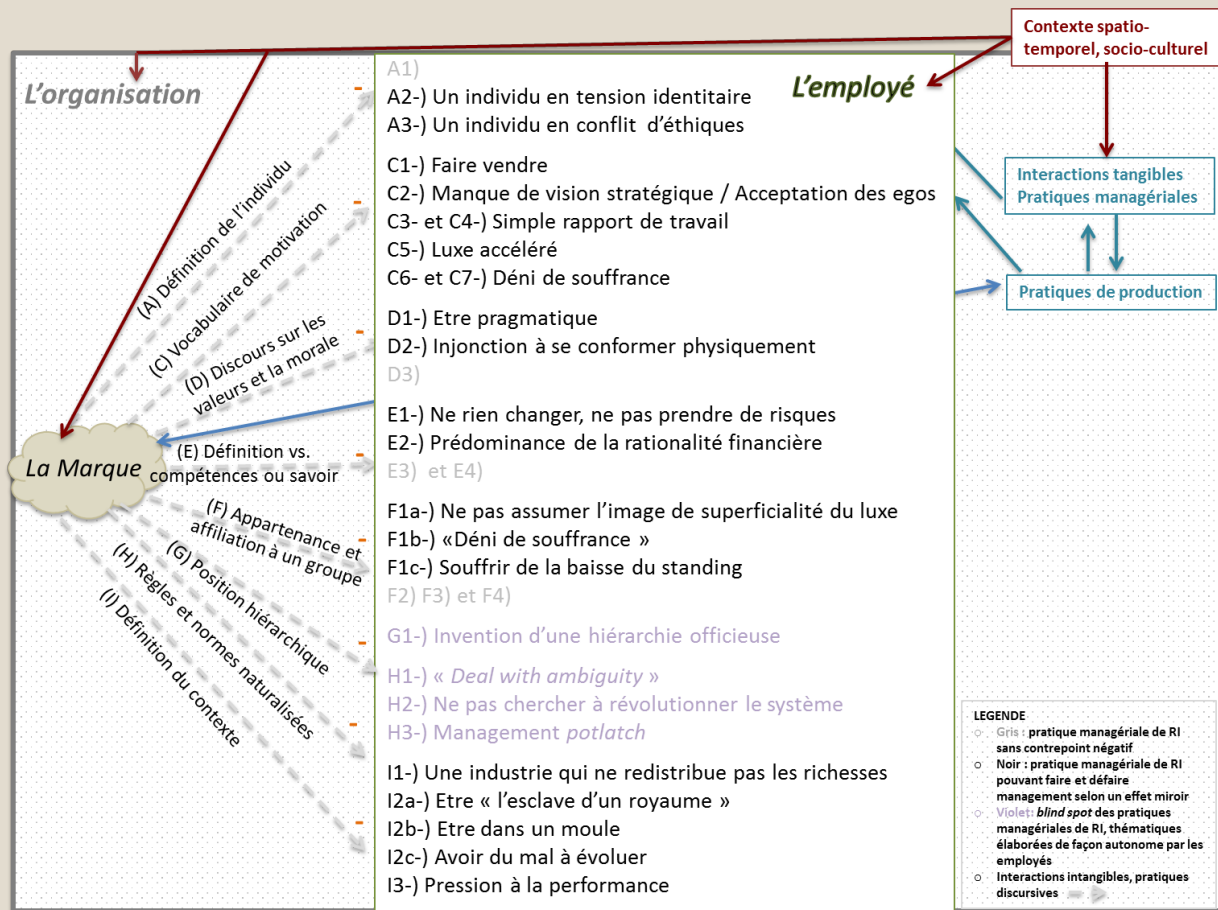 Contexte spatio-
temporel, socio-culturel
L'organisation
L'employé
A1)
A2-) Un individu en tension identitaire
A3-) Un individu en conflit d'éthiques
C1-) Faire vendre
C2-) Manque de vision stratégique / Acceptation des egos
C3- et C4-) Simple rapport de travail
C5-) Luxe accéléré
C6- et C7-) Déni de souffrance
D1-) Etre pragmatique
D2-) Injonction à se conformer physiquement
D3)
E1-) Ne rien changer, ne pas prendre de risques
E2-) Prédominance de la rationalité financière
E3) et E4)
F1a-) Ne pas assumer l'image de superficialité du luxe
F1b-) «Déni de souffrance »
F1c-) Souffrir de la baisse du standing
F2) F3) et F4)
G1-) Invention d'une hiérarchie officieuse
H1-) « Deal with ambiguity »
H2-) Ne pas chercher à révolutionner le système
H3-) Management potlatch
I1-) Une industrie qui ne redistribue pas les richesses
I2a-) Etre « l'esclave d'un royaume »
I2b-) Etre dans un moule
I2c-) Avoir du mal à évoluer
I3-) Pression à la performance
(A) Définition de l'individu
(C) Vocabulaire de motivation
(D) Discours sur les
valeurs et la morale
La Marque
(E) Définition vs.
compétences ou savoir
(F) Appartenance et
affiliation à un groupe
(G) Position hiérarchique
(H) Règles et normes naturalisées
(I) Définition du contexte
Interactions tangibles
Pratiques managériales
Pratiques de production
LEGENDE
Gris : pratique managériale de RI
sans contrepoint négatif
Noir : pratique managériale de RI
pouvant faire et défaire
management selon un effet miroir
Violet: blind spot des pratiques
managériales de RI, thématiques
élaborées de façon autonome par les
employés
Interactions intangibles, pratiques
discursives